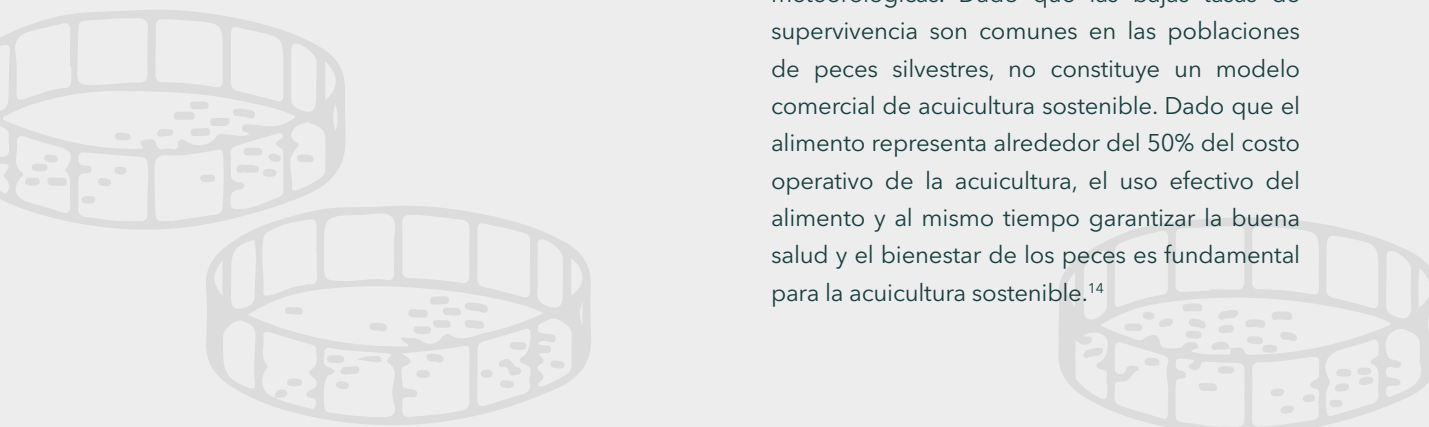 meteorológicas. Dado que las bajas tasas de
supervivencia son comunes en las poblaciones
de peces silvestres, no constituye un modelo
comercial de acuicultura sostenible. Dado que el
alimento representa alrededor del 50% del costo
operativo de la acuicultura, el uso efectivo del
alimento y al mismo tiempo garantizar la buena
salud y el bienestar de los peces es fundamental
para la acuicultura sostenible.¹⁴